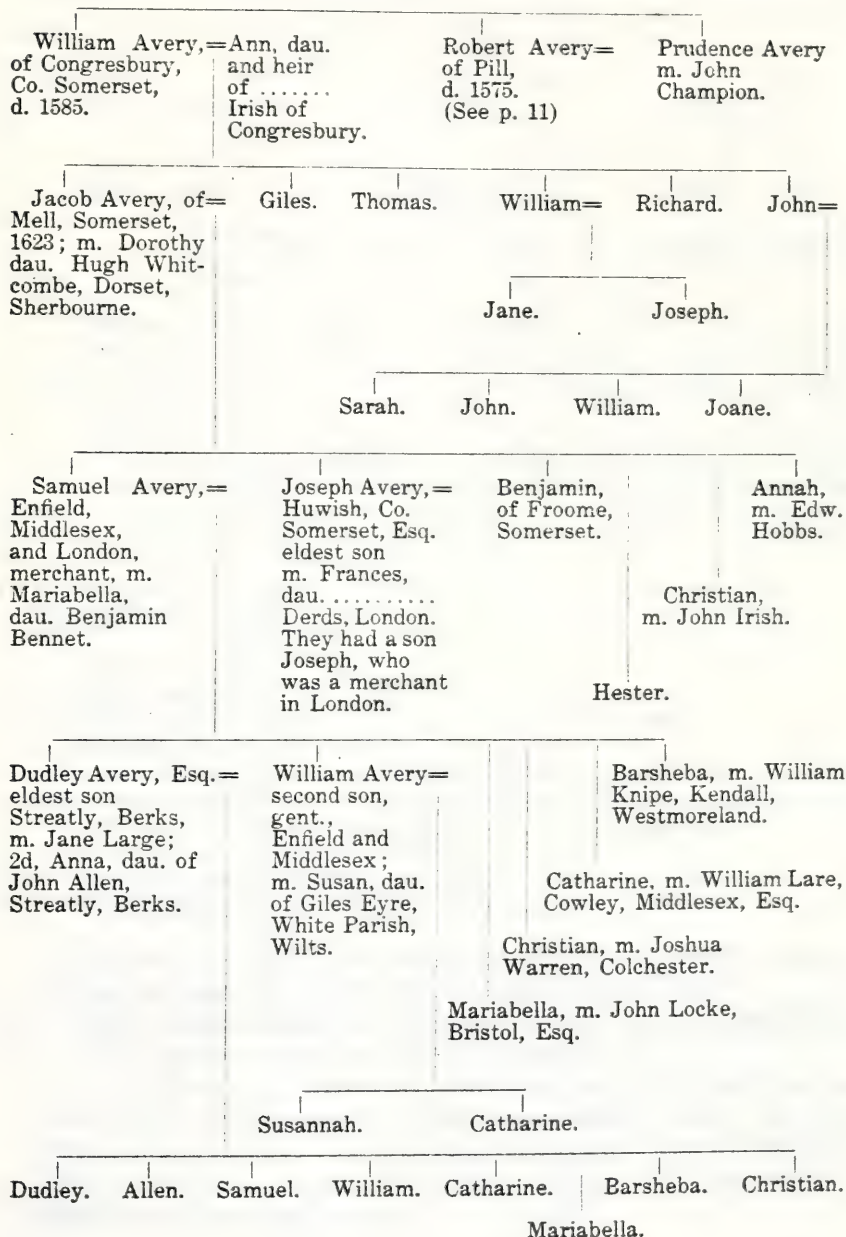 William Avery,=
of Congresbury,
Co. Somerset,
d. 1585.
Ann, dau.
and heir
of .......
Irish of
Congresbury.
Robert Avery=
of Pill,
d. 1575.
(See p. 11)
Prudence Avery
m. John
Champion.
Jacob Avery, of=
Mell, Somerset,
1623; m. Dorothy
dau. Hugh Whit-
combe, Dorset,
Sherbourne.
Giles.
Thomas.
William=
Richard.
John=
Jane.
Joseph.
Sarah.
John.
William.
Joane.
Samuel Avery,=
Enfield,
Middlesex,
and London,
merchant, m.
Mariabella,
dau. Benjamin
Bennet.
Joseph Avery,=
Huwish, Co.
Somerset, Esq.
eldest son
m. Frances,
dau. ..........
Derds, London.
They had a son
Joseph, who
was a merchant
in London.
Benjamin,
of Froome,
Somerset.
Annah,
m. Edw.
Hobbs.
Christian,
m. John Irish.
Hester.
Dudley Avery, Esq.=
eldest son
Streatly, Berks,
m. Jane Large;
2d, Anna, dau. of
John Allen,
Streatly, Berks.
William Avery=
second son,
gent.,
Enfield and
Middlesex;
m. Susan, dau.
of Giles Eyre,
White Parish,
Wilts.
Barsheba, m. William
Knipe, Kendall,
Westmoreland.
Catharine, m. William Lare,
Cowley, Middlesex, Esq.
Christian, m. Joshua
Warren, Colchester.
Mariabella, m. John Locke,
Bristol, Esq.
Susannah.
Catharine.
Dudley.
Allen.
Samuel.
William.
Catharine.
Barsheba.
Christian.
Mariabella.